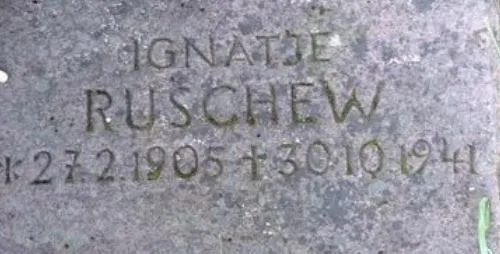 IGNATJE
RUSCHEW
* 27.2.1905 † 30.10.1941